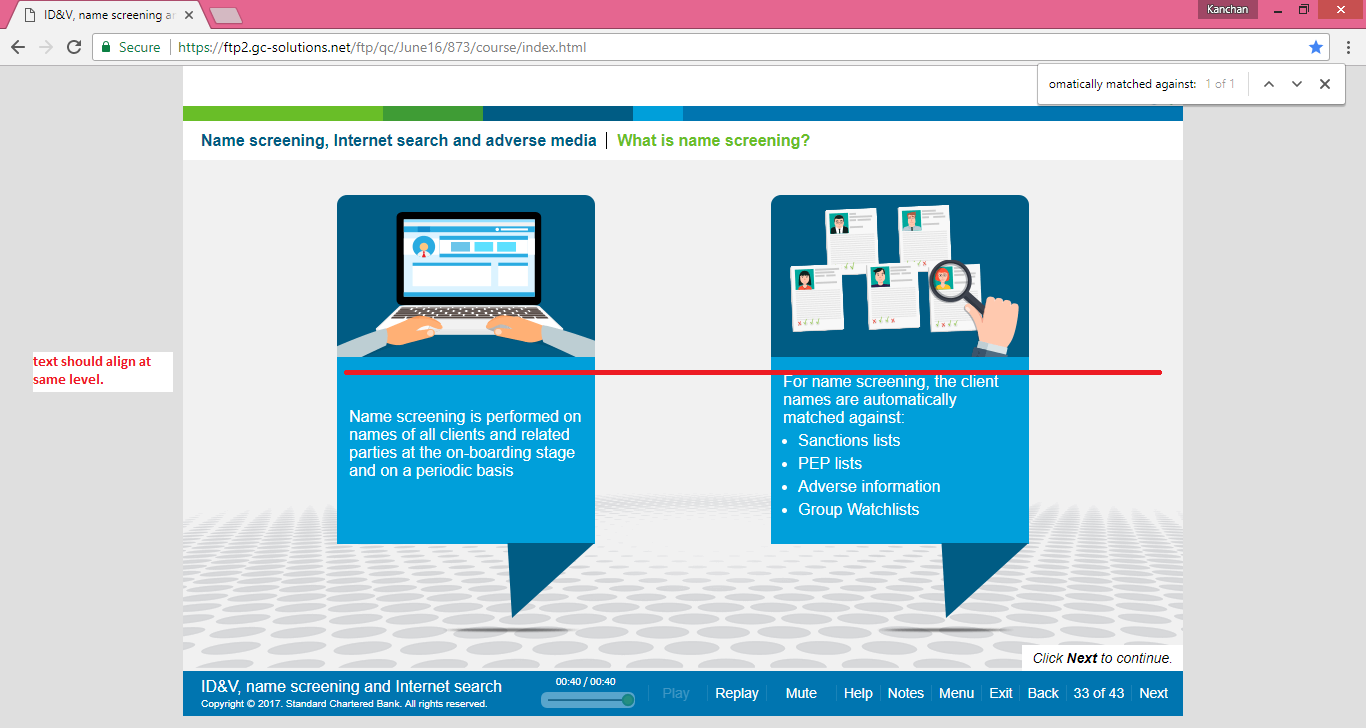 ID&V, name screening ar
Kanchan
Secure https://ftp2.gc-solutions.net/ftp/qc/June16/873/course/index.html
omatically matched against: 1 of 1
Name screening, Internet search and adverse media | What is name screening?
text should align at
same level.
Name screening is performed on
names of all clients and related
parties at the on-boarding stage
and on a periodic basis
For name screening, the client
names are automatically
matched against:
• Sanctions lists
• PEP lists
• Adverse information
• Group Watchlists
Click Next to continue.
ID&V, name screening and Internet search
Copyright © 2017. Standard Chartered Bank. All rights reserved.
00:40 / 00:40
Play Replay Mute Help Notes Menu Exit Back 33 of 43 Next